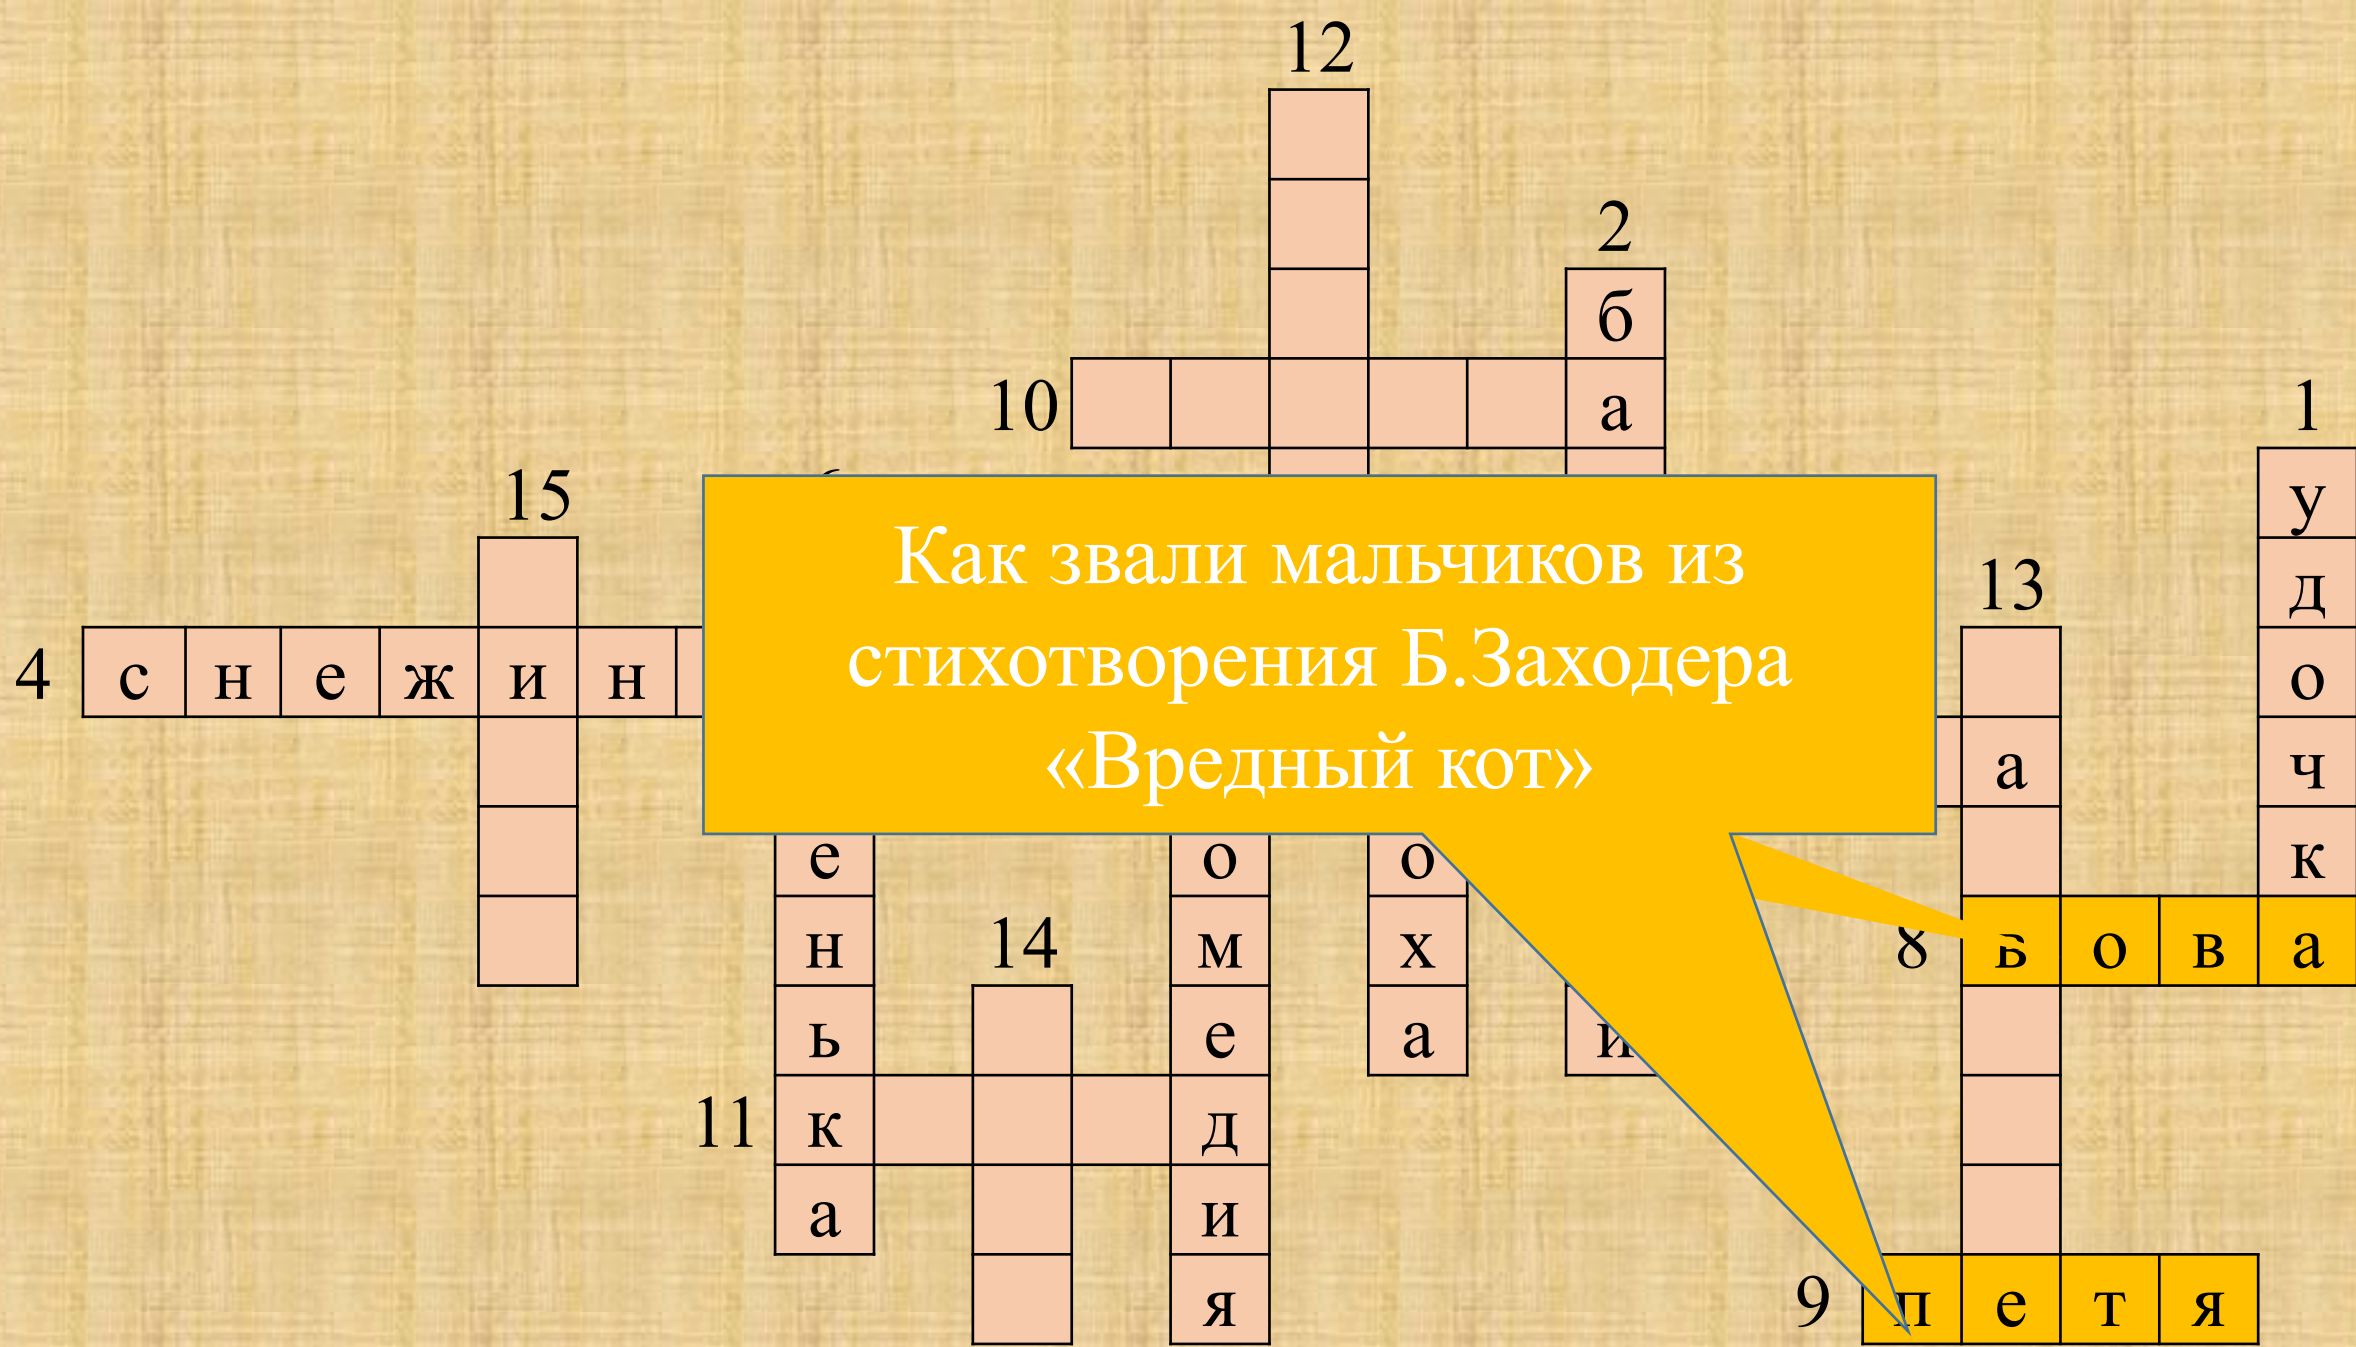 12
2
б
10 а
1
15 у
Как звали мальчиков из
стихотворения Б.Заходера
«Вредный кот»
13 д
4 с н е ж и н о
а ч
е о о к
14 н м х 8 в о в а
ь е а и
11 к д
а и
я 9 п е т я